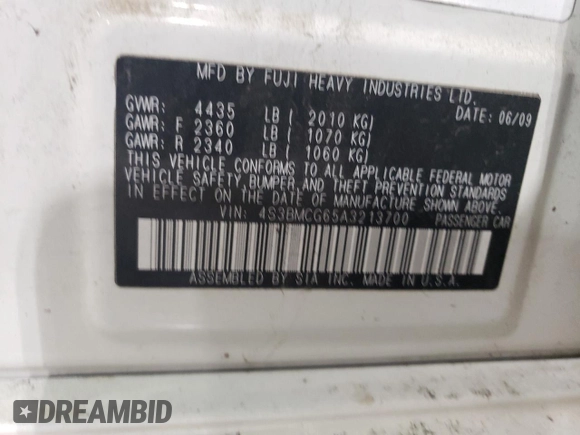 MFD BY FUJI HEAVY INDUSTRIES LTD.
GVWR: 4435 LB ( 2010 KG) DATE: 06/09
GAWR: F 2360 LB ( 1070 KG)
GAWR: R 2340 LB ( 1060 KG)
THIS VEHICLE CONFORMS TO ALL APPLICABLE FEDERAL MOTOR
VEHICLE SAFETY, BUMPER, AND THEFT PREVENTION STANDARDS
IN EFFECT ON THE DATE OF MANUFACTURE SHOWN ABOVE.
VIN: 4S3BMCG65A3213700 PASSENGER CAR
ASSEMBLED BY SIA INC. MADE IN U.S.A.
DREAMBID